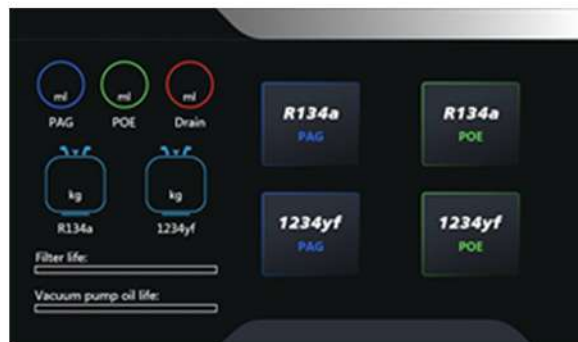 ml
ml
ml
PAG
POE
Drain
kg
kg
R134a
1234yf
Filter life:
Vacuum pump oil life:
R134a
PAG
R134a
POE
1234yf
PAG
1234yf
POE